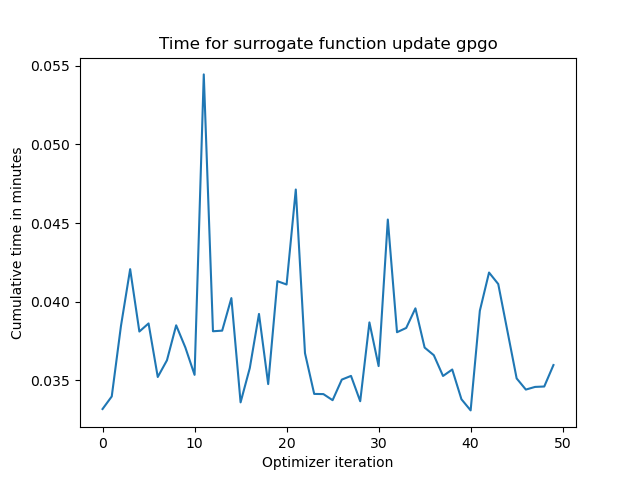 Time for surrogate function update gpgo
0.055
0.050
0.045
0.040
0.035
Cumulative time in minutes
0 10 20 30 40 50
Optimizer iteration